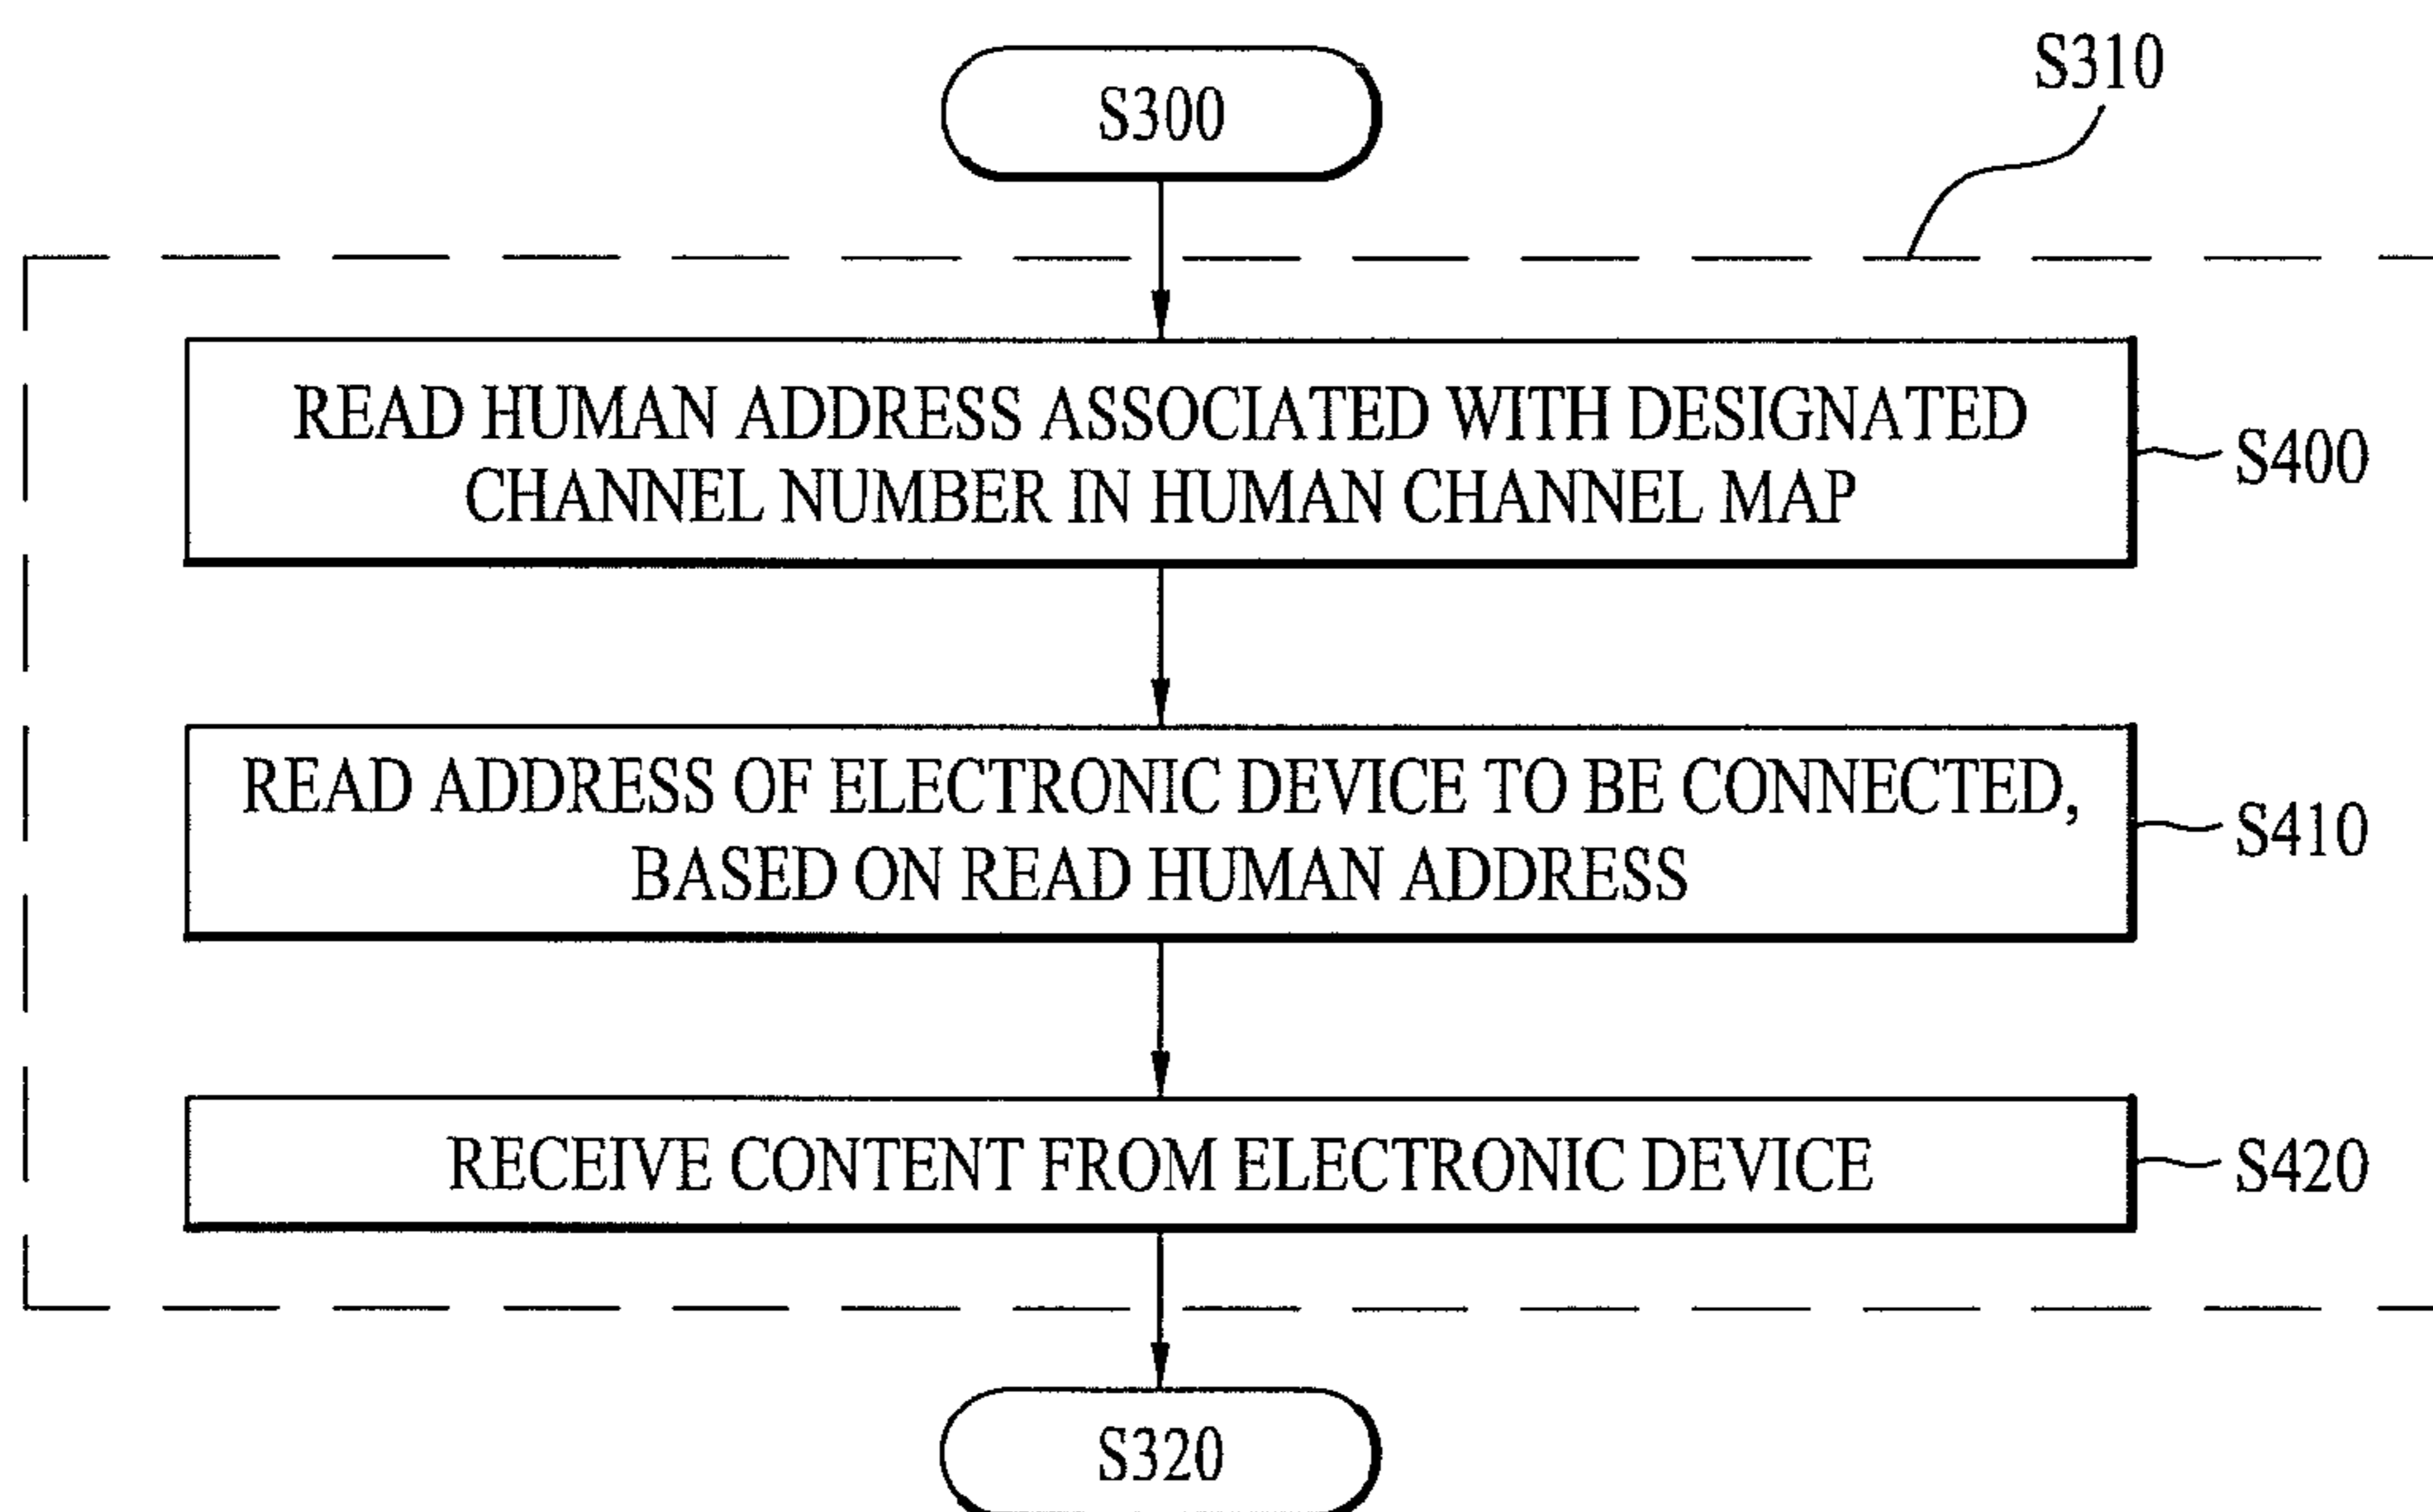 S300
S310
READ HUMAN ADDRESS ASSOCIATED WITH DESIGNATED
CHANNEL NUMBER IN HUMAN CHANNEL MAP
S400
READ ADDRESS OF ELECTRONIC DEVICE TO BE CONNECTED,
BASED ON READ HUMAN ADDRESS
S410
RECEIVE CONTENT FROM ELECTRONIC DEVICE
S420
S320